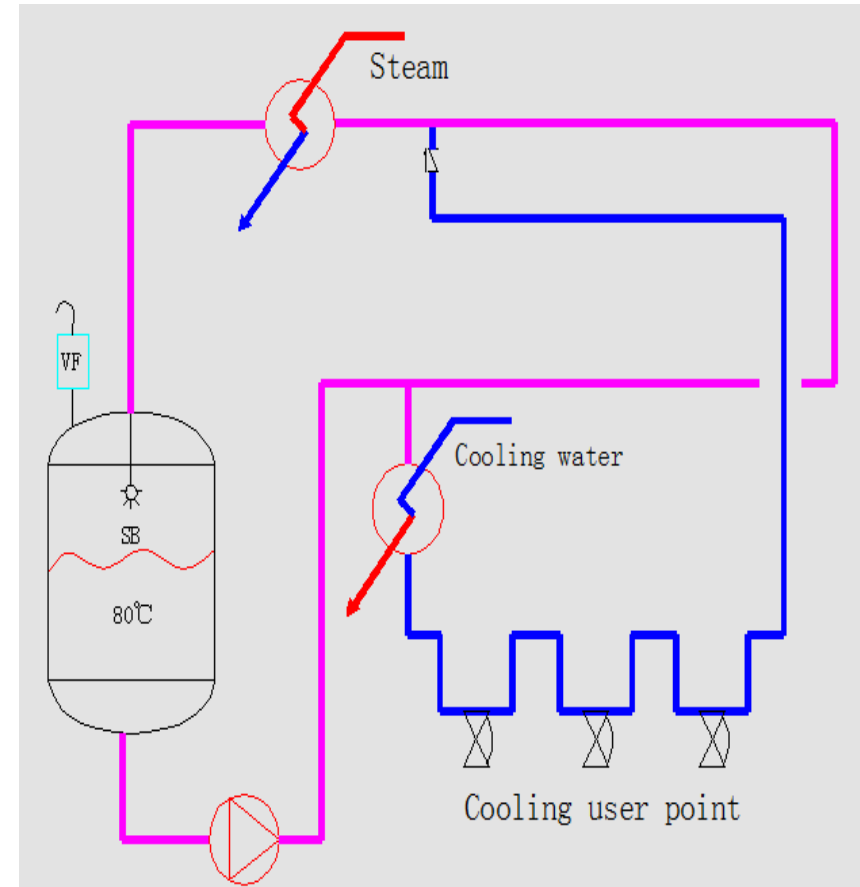 Steam
VF
Cooling water
SB
80℃
Cooling user point